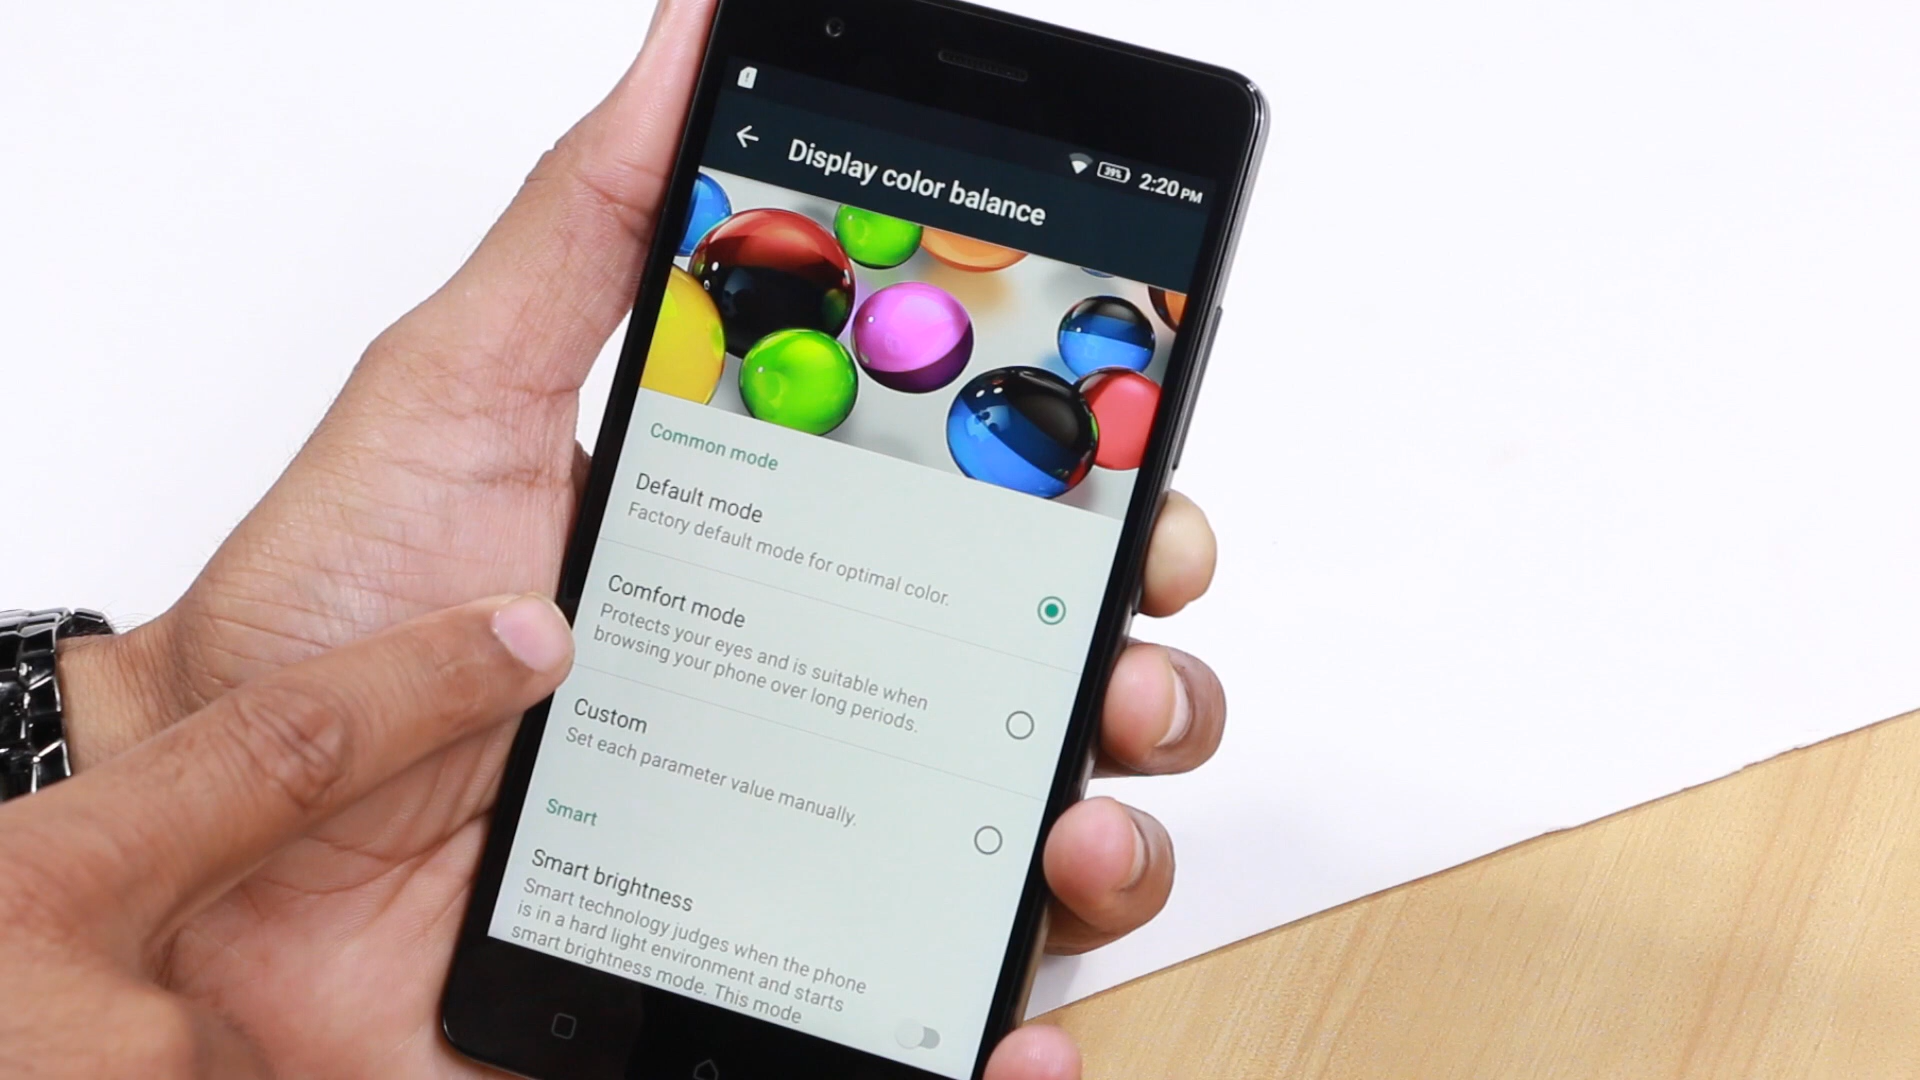 39% 2:20 PM
Display color balance
Common mode
Default mode
Factory default mode for optimal color.
Comfort mode
Protects your eyes and is suitable when
browsing your phone over long periods.
Custom
Set each parameter value manually.
Smart
Smart brightness
Smart technology judges when the phone
is in a hard light environment and starts
smart brightness mode. This mode